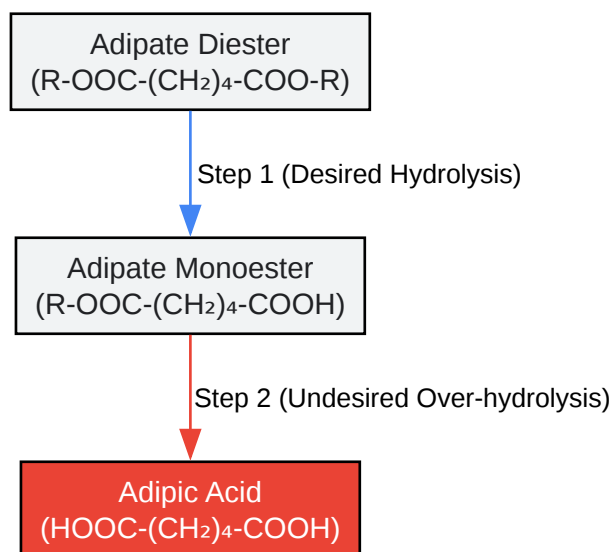 Adipate Diester
(R-OOC-(CH₂)₄-COO-R)
Step 1 (Desired Hydrolysis)
Adipate Monoester
(R-OOC-(CH₂)₄-COOH)
Step 2 (Undesired Over-hydrolysis)
Adipic Acid
(HOOC-(CH₂)₄-COOH)